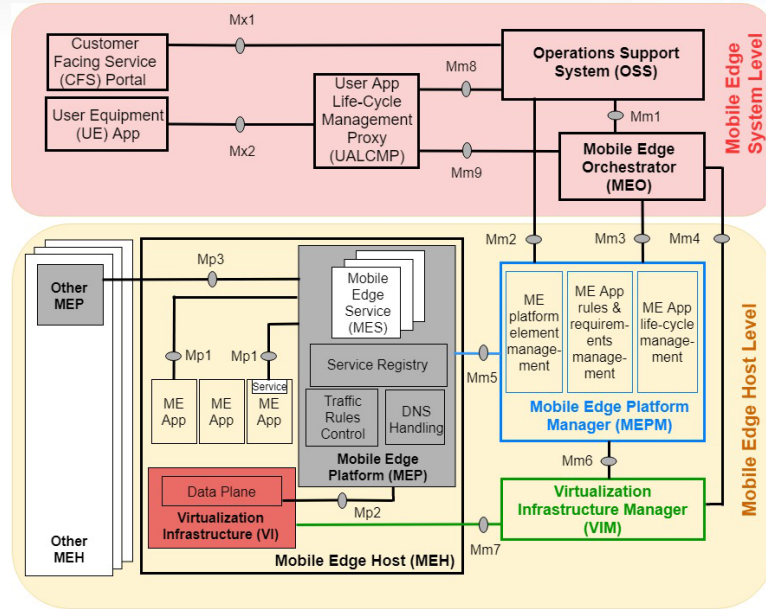 Mx1
Customer
Facing Service
(CFS) Portal
User Equipment
(UE) App
Mx2
User App
Life-Cycle
Management
Proxy
(UALCMP)
Mm8
Mm9
Operations Support
System (OSS)
Mm1
Mobile Edge
Orchestrator
(MEO)
Mobile Edge
System Level
Mm2
Mm3
Mm4
Other
MEP
Mp3
Mobile
Edge
Service
(MES)
Mp1
Mp1
Service Registry
ME
App
ME
App
Service
ME
App
Traffic
Rules
Control
DNS
Handling
Mobile Edge
Platform (MEP)
Mm5
ME
platform
element
manage-
ment
ME App
rules &
requirem-
ents
manage-
ment
ME App
life-cycle
manage-
ment
Mobile Edge Platform
Manager (MEPM)
Mm6
Data Plane
Virtualization
Infrastructure (VI)
Mp2
Virtualization
Infrastructure Manager
(VIM)
Mm7
Other
MEH
Mobile Edge Host (MEH)
Mobile Edge Host Level